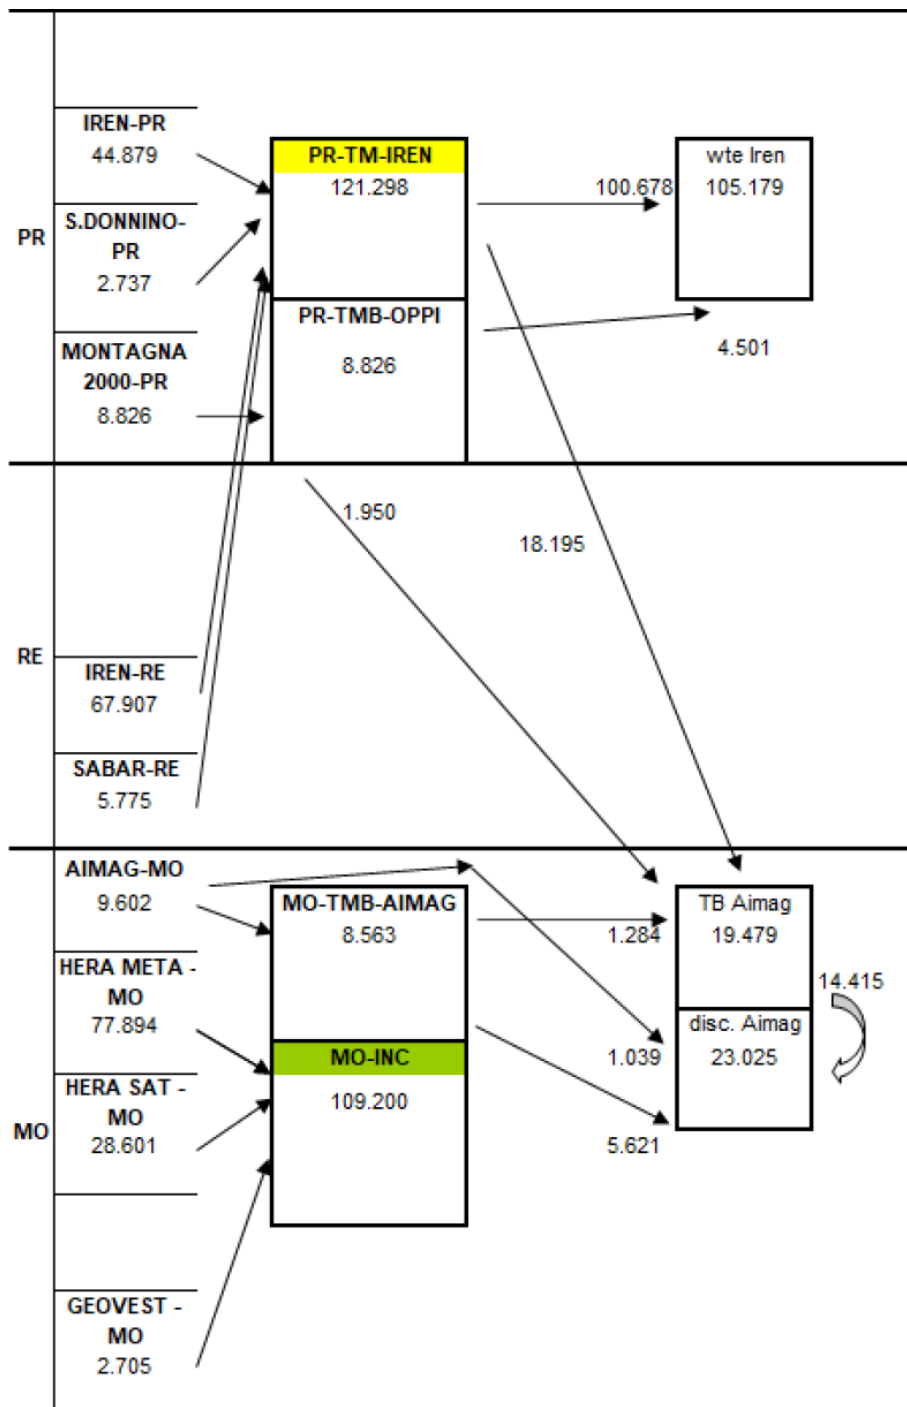 PR
IREN-PR
44.879
S.DONNINO-
PR
2.737
MONTAGNA
2000-PR
8.826
PR-TM-IREN
121.298
PR-TMB-OPPI
8.826
100.678
wte Iren
105.179
4.501
RE
1.950
18.195
IREN-RE
67.907
SABAR-RE
5.775
MO
AIMAG-MO
9.602
HERA META -
MO
77.894
HERA SAT -
MO
28.601
GEOVEST -
MO
2.705
MO-TMB-AIMAG
8.563
MO-INC
109.200
1.284
1.039
5.621
TB Aimag
19.479
14.415
disc. Aimag
23.025